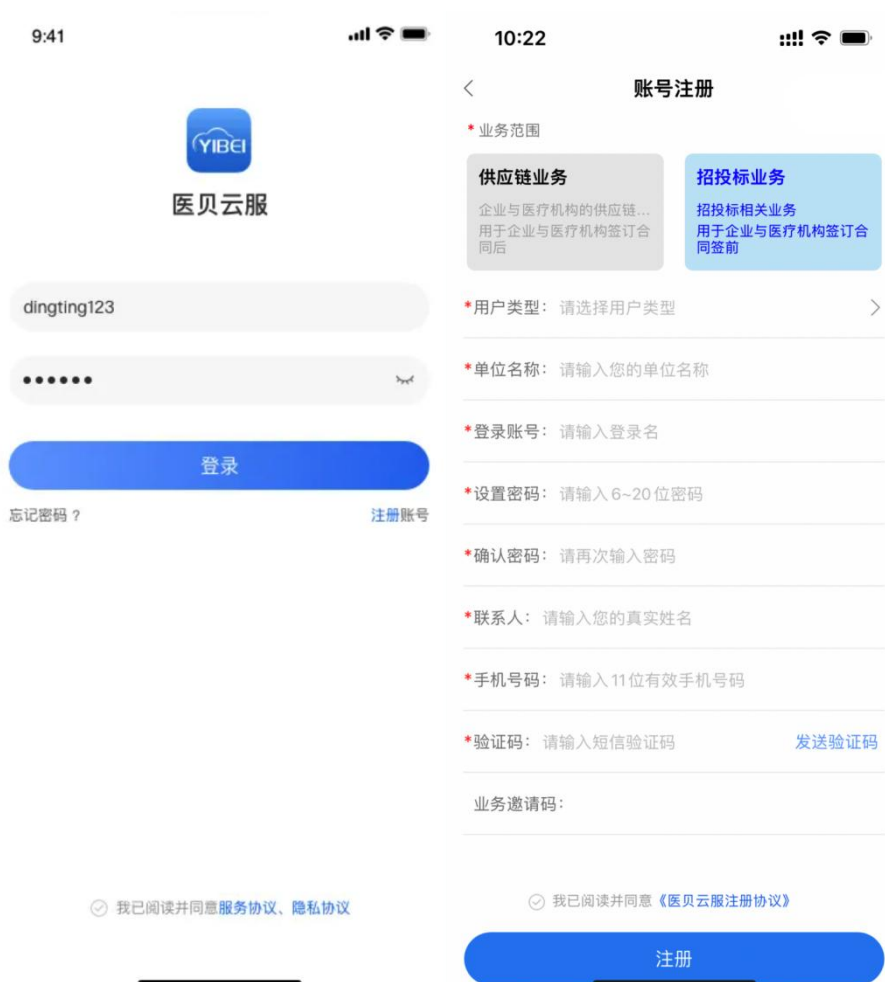 9:41
YIBEI
医贝云服
dingting123
••••••
登录
忘记密码 ?
注册账号
我已阅读并同意服务协议、隐私协议
10:22
账号注册
*业务范围
供应链业务
企业与医疗机构的供应链...
用于企业与医疗机构签订合
同后
招投标业务
招投标相关业务
用于企业与医疗机构签订合
同签前
*用户类型: 请选择用户类型
*单位名称: 请输入您的单位名称
*登录账号: 请输入登录名
*设置密码: 请输入6~20位密码
*确认密码: 请再次输入密码
*联系人: 请输入您的真实姓名
*手机号码: 请输入11位有效手机号码
*验证码: 请输入短信验证码 发送验证码
业务邀请码:
我已阅读并同意《医贝云服注册协议》
注册